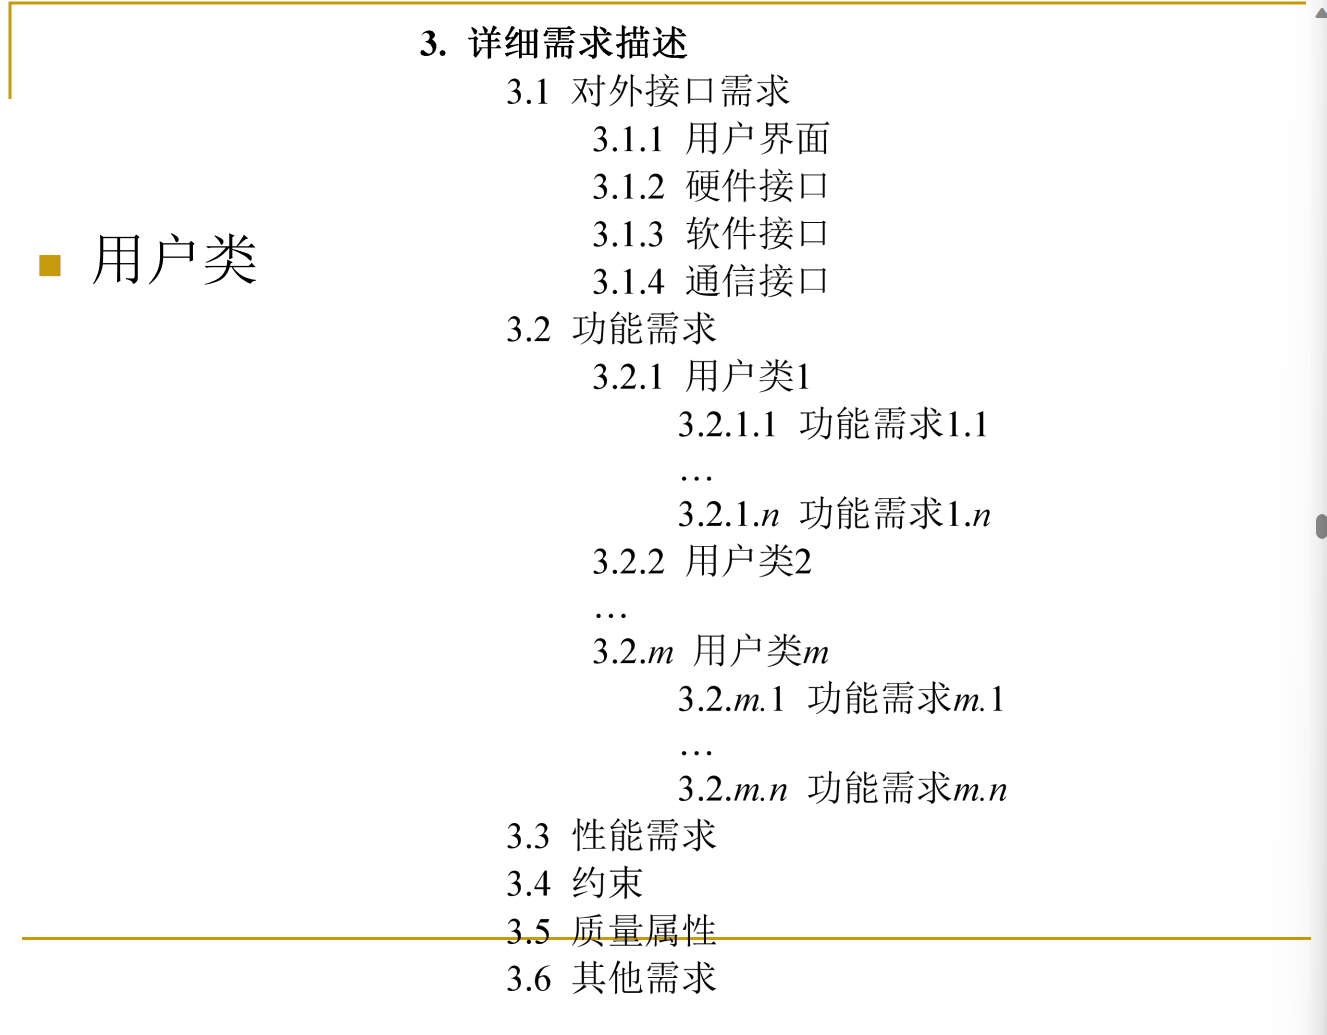 3. 详细需求描述
3.1 对外接口需求
3.1.1 用户界面
3.1.2 硬件接口
3.1.3 软件接口
3.1.4 通信接口
3.2 功能需求
3.2.1 用户类1
3.2.1.1 功能需求1.1
…
3.2.1.n 功能需求1.n
3.2.2 用户类2
…
3.2.m 用户类m
3.2.m.1 功能需求m.1
…
3.2.m.n 功能需求m.n
3.3 性能需求
3.4 约束
3.5 质量属性
3.6 其他需求
■ 用户类